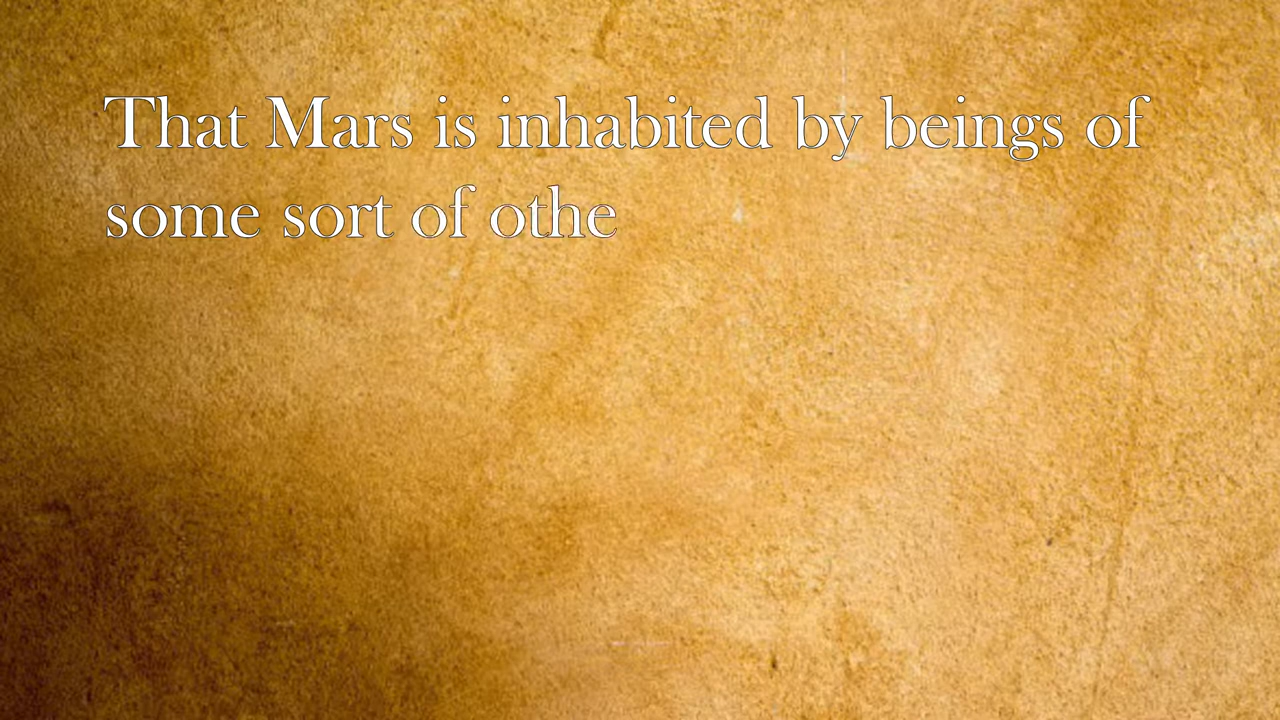 That Mars is inhabited by beings of
some sort of othe